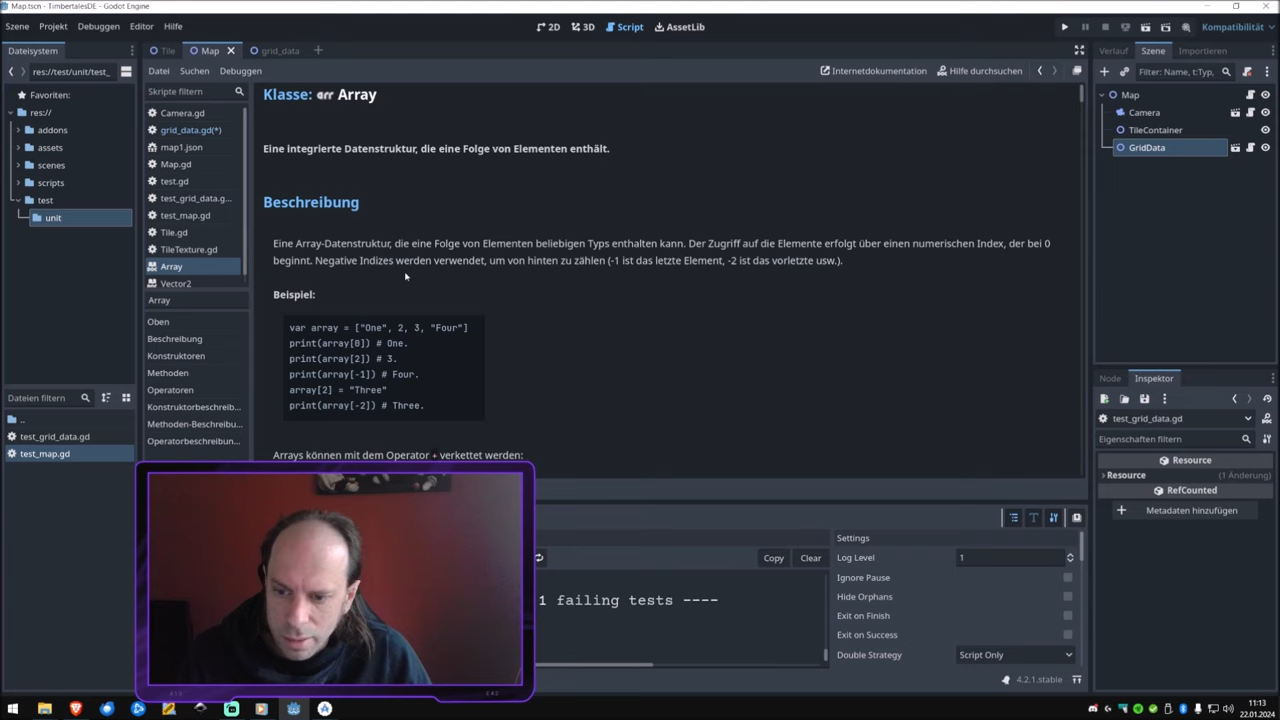 Map.tscn - TimbertalesDE - Godot Engine
Szene Projekt Debuggen Editor Hilfe
2D 3D Script AssetLib
Kompatibilität
Dateisystem
Tile Map grid_data
Verlauf Szene Importieren
res://test/unit/test_
Datei Suchen Debuggen
Internetdokumentation Hilfe durchsuchen
Filter: Name, t:Typ,
Favoriten:
res://
addons
assets
scenes
scripts
test
unit
Skripte filtern
Camera.gd
grid_data.gd(*)
map1.json
Map.gd
test.gd
test_grid_data.g...
test_map.gd
Tile.gd
TileTexture.gd
Array
Vector2
Array
Oben
Beschreibung
Konstruktoren
Methoden
Operatoren
Konstruktorbeschreib...
Methoden-Beschreibu...
Operatorbeschreibun...
Klasse: Array
Eine integrierte Datenstruktur, die eine Folge von Elementen enthält.
Beschreibung
Eine Array-Datenstruktur, die eine Folge von Elementen beliebigen Typs enthalten kann. Der Zugriff auf die Elemente erfolgt über einen numerischen Index, der bei 0
beginnt. Negative Indizes werden verwendet, um von hinten zu zählen (-1 ist das letzte Element, -2 ist das vorletzte usw.).
Beispiel:
var array = ["One", 2, 3, "Four"]
print(array[0]) # One.
print(array[2]) # 3.
print(array[-1]) # Four.
array[2] = "Three"
print(array[-2]) # Three.
Arrays können mit dem Operator + verkettet werden:
Map
Camera
TileContainer
GridData
Dateien filtern
..
test_grid_data.gd
test_map.gd
Node Inspektor
test_grid_data.gd
Eigenschaften filtern
Resource
Resource (1 Änderung)
RefCounted
Metadaten hinzufügen
Copy Clear
1 failing tests ----
Settings
Log Level 1
Ignore Pause
Hide Orphans
Exit on Finish
Exit on Success
Double Strategy Script Only
4.2.1.stable
11:13
22.01.2024